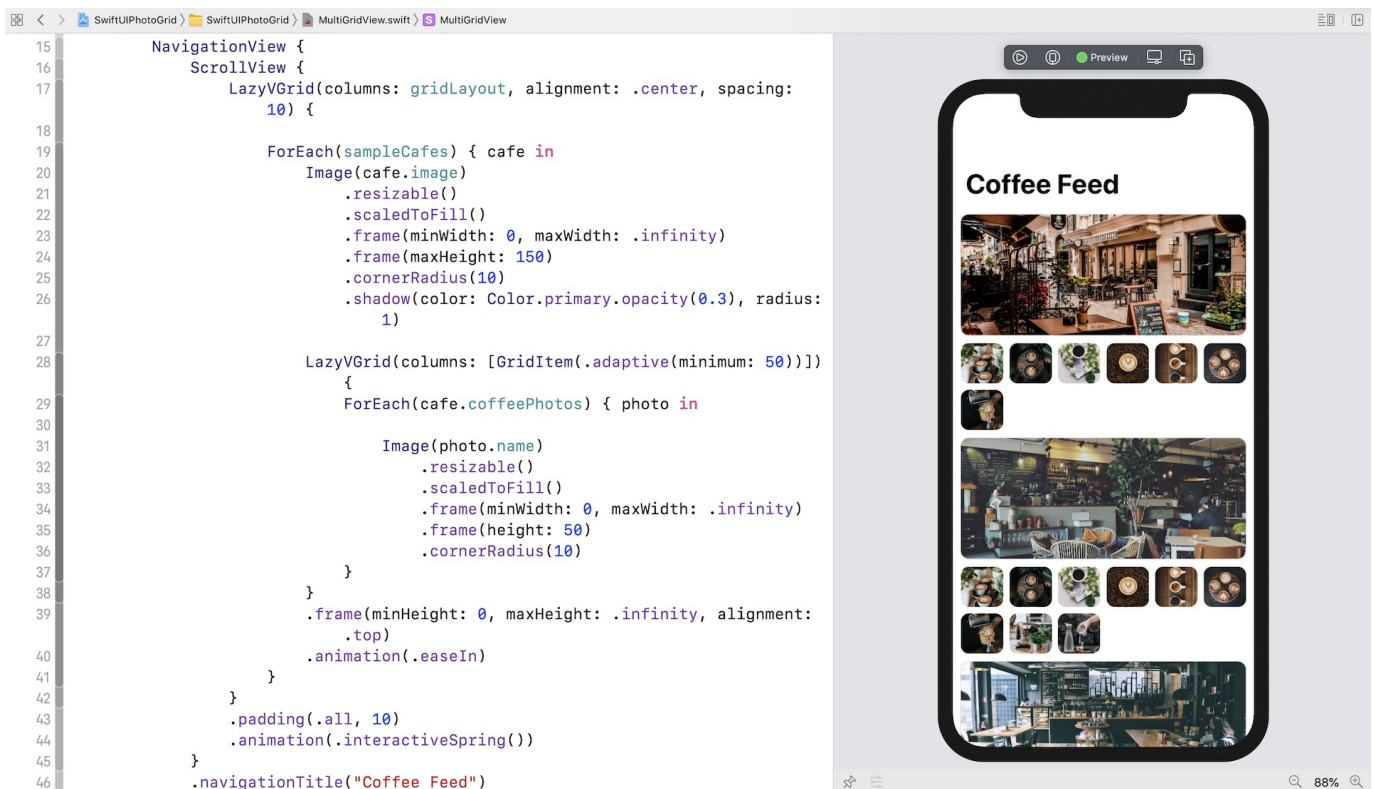 SwiftUIPhotoGrid 〉 SwiftUIPhotoGrid 〉 MultiGridView.swift 〉 S MultiGridView
15 NavigationView {
16 ScrollView {
17 LazyVGrid(columns: gridLayout, alignment: .center, spacing:
10) {
18
19 ForEach(sampleCafes) { cafe in
20 Image(cafe.image)
21 .resizable()
22 .scaledToFill()
23 .frame(minWidth: 0, maxWidth: .infinity)
24 .frame(maxHeight: 150)
25 .cornerRadius(10)
26 .shadow(color: Color.primary.opacity(0.3), radius:
1)
27
28 LazyVGrid(columns: [GridItem(.adaptive(minimum: 50))])
{
29 ForEach(cafe.coffeePhotos) { photo in
30
31 Image(photo.name)
32 .resizable()
33 .scaledToFill()
34 .frame(minWidth: 0, maxWidth: .infinity)
35 .frame(height: 50)
36 .cornerRadius(10)
37 }
38 }
39 .frame(minHeight: 0, maxHeight: .infinity, alignment:
.top)
40 .animation(.easeIn)
41 }
42 }
43 .padding(.all, 10)
44 .animation(.interactiveSpring())
45 }
46 .navigationTitle("Coffee Feed")
Preview
Coffee Feed
88%